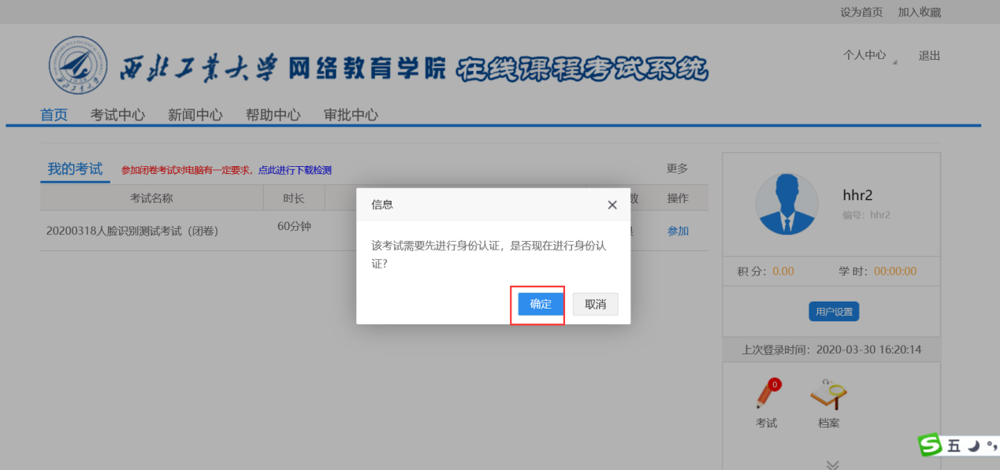 设为首页 加入收藏
西北工业大学 网络教育学院 在线课程考试系统
个人中心 退出
首页 考试中心 新闻中心 帮助中心 审批中心
我的考试 参加闭卷考试对电脑有一定要求，点此进行下载检测 更多
考试名称 时长 数 操作
20200318人脸识别测试考试（闭卷） 60分钟 参加
信息
该考试需要先进行身份认证，是否现在进行身份认
证？
确定 取消
hhr2
编号：hhr2
积 分：0.00 学 时：00:00:00
用户设置
上次登录时间：2020-03-30 16:20:14
0
考试 档案
S 五